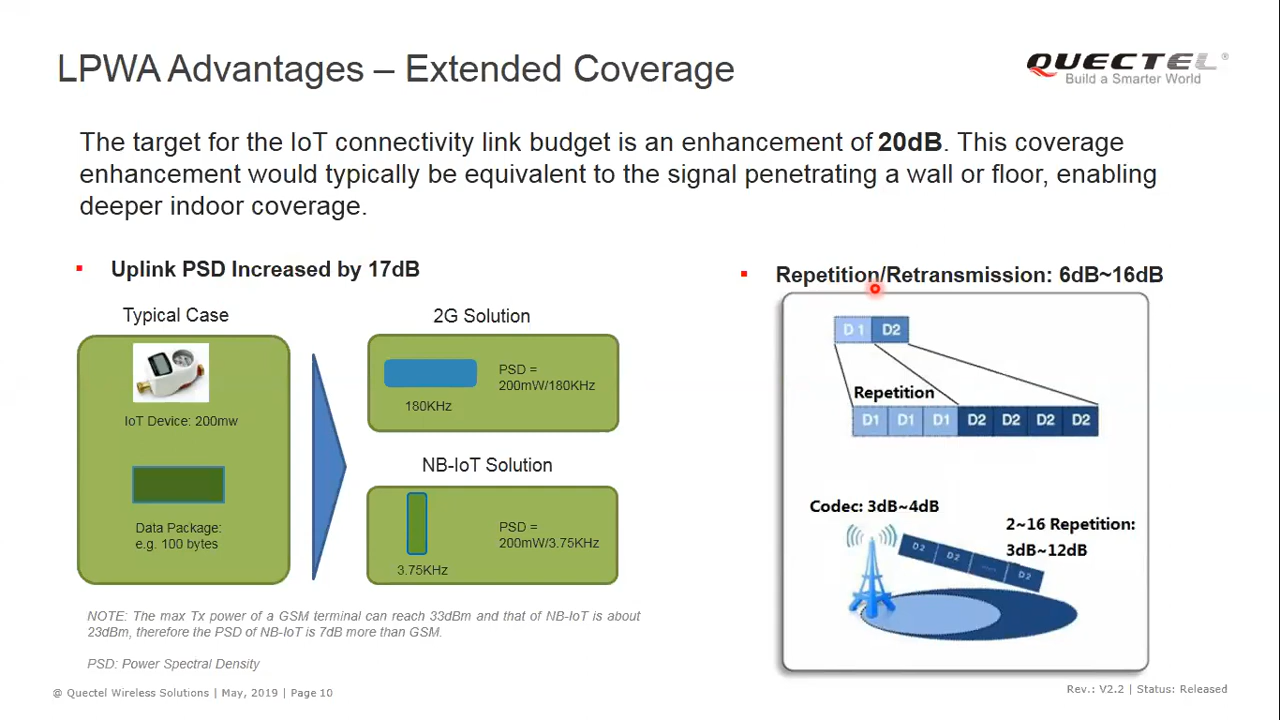 LPWA Advantages – Extended Coverage
QUECTEL®
Build a Smarter World
The target for the IoT connectivity link budget is an enhancement of 20dB. This coverage
enhancement would typically be equivalent to the signal penetrating a wall or floor, enabling
deeper indoor coverage.
Uplink PSD Increased by 17dB
Typical Case
IoT Device: 200mw
Data Package:
e.g. 100 bytes
2G Solution
180KHz
PSD =
200mW/180KHz
NB-IoT Solution
3.75KHz
PSD =
200mW/3.75KHz
NOTE: The max Tx power of a GSM terminal can reach 33dBm and that of NB-IoT is about
23dBm, therefore the PSD of NB-IoT is 7dB more than GSM.
PSD: Power Spectral Density
Repetition/Retransmission: 6dB~16dB
D 1 D2
Repetition
D1 D1 D1 D2 D2 D2 D2
Codec: 3dB~4dB
2~16 Repetition:
3dB~12dB
D2 D2 ...... D2
@ Quectel Wireless Solutions | May, 2019 | Page 10
Rev.: V2.2 | Status: Released